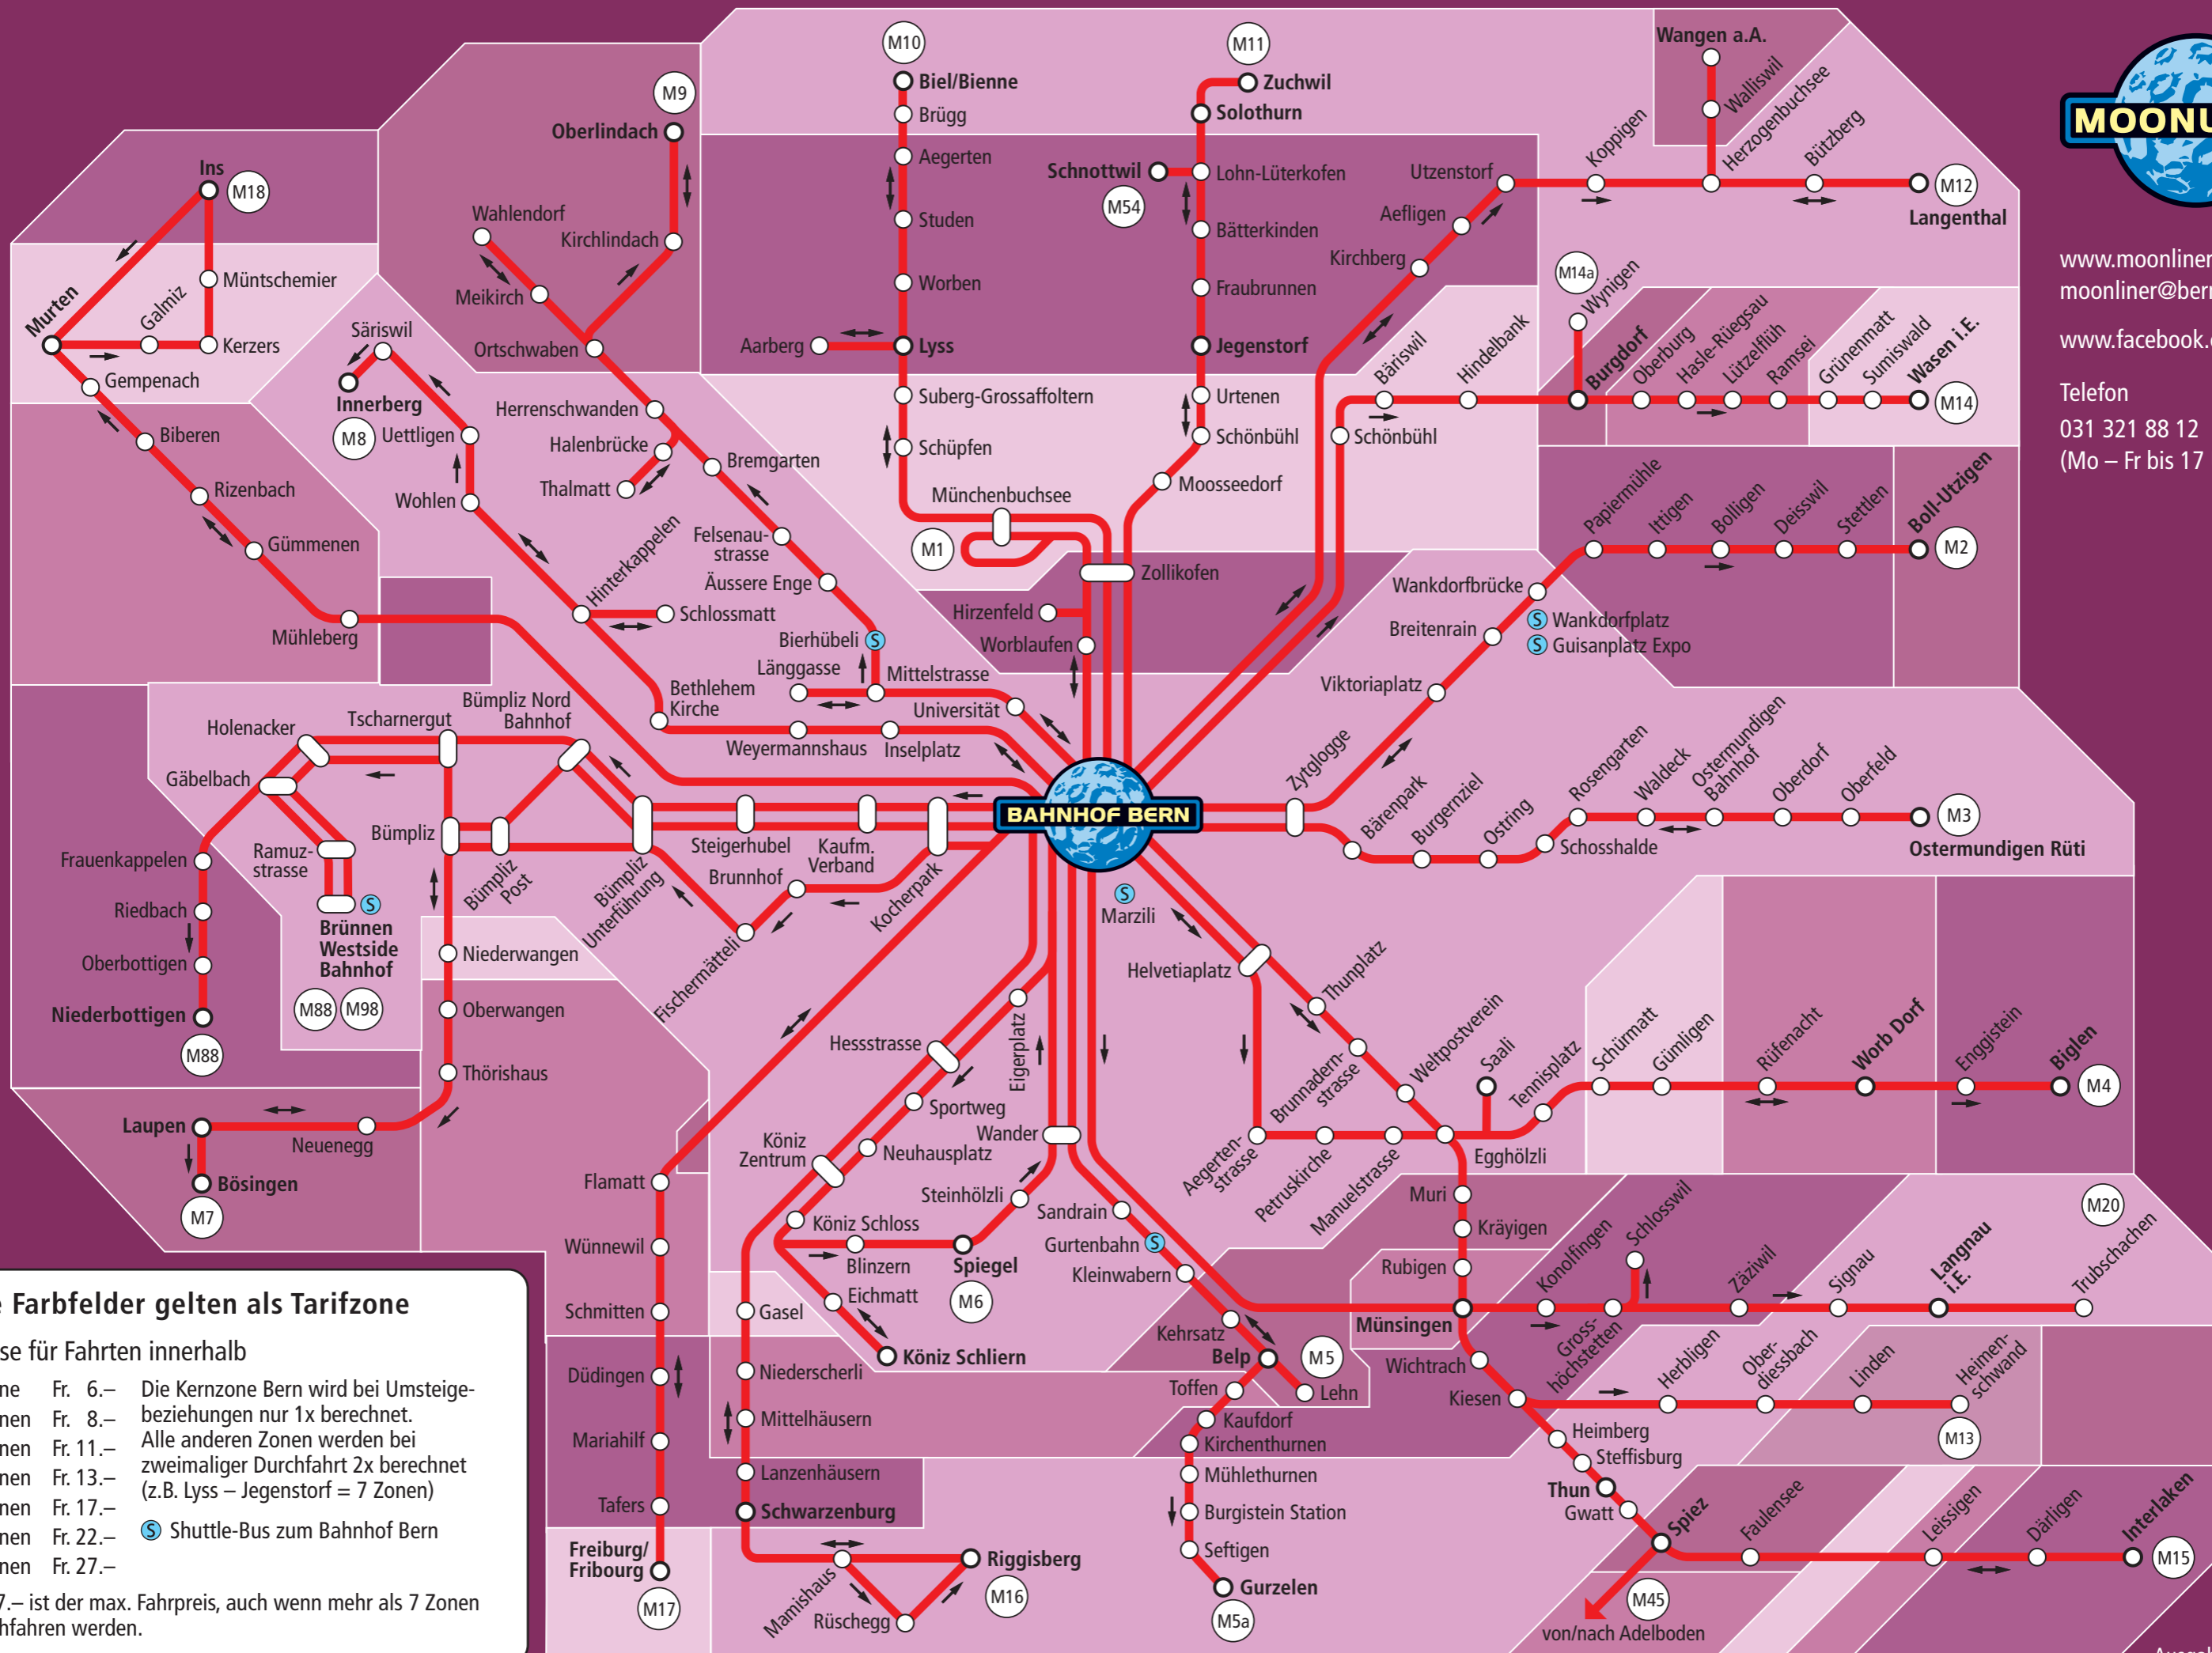 M10
M11
Wangen a.A.
Biel/Bienne
Zuchwil
Walliswil
M9
Brügg
Solothurn
Herzogenbuchsee
MOONL
Oberlindach
Koppigen
Bützberg
Ins
Aegerten
Schnottwil
Lohn-Lüterkofen
Utzenstorf
M18
M54
M12
Langenthal
Wahlendorf
Studen
Aefligen
Kirchlindach
Bätterkinden
www.moonliner
moonliner@bern
Kirchberg
M14a
Wynigen
Müntschemier
Worben
Fraubrunnen
Meikirch
Murten
Galmiz
Kerzers
Säriswil
Ortschwaben
Aarberg
Lyss
Jegenstorf
Bäriswil
Hindelbank
Burgdorf
Oberburg
Hasle-Rüegsau
Lützelflüh
Ramsei
Grünenmatt
Sumiswald
Wasen i.E.
M14
www.facebook.c
Telefon
031 321 88 12
(Mo – Fr bis 17
Gempenach
Innerberg
M8
Uettligen
Herrenschwanden
Suberg-Grossaffoltern
Urtenen
Biberen
Halenbrücke
Bremgarten
Schüpfen
Schönbühl
Schönbühl
Rizenbach
Wohlen
Thalmatt
Münchenbuchsee
Moosseedorf
Papiermühle
Ittigen
Bolligen
Deisswil
Stettlen
Boll-Utzigen
M2
Gümmenen
Felsenau-
strasse
M1
Äussere Enge
Zollikofen
Wankdorfbrücke
Hinterkappelen
Schlossmatt
Hirzenfeld
S Wankdorfplatz
S Guisanplatz Expo
Breitenrain
Mühleberg
Bierhübeli
S
Worblaufen
Länggasse
Mittelstrasse
Viktoriaplatz
Bethlehem
Kirche
Universität
Holenacker
Tscharnergut
Bümpliz Nord
Bahnhof
Weyermannshaus
Inselplatz
Zytglogge
Rosengarten
Waldeck
Ostermundigen
Bahnhof
Oberdorf
Oberfeld
M3
Ostermundigen Rüti
Gäbelbach
BAHNHOF BERN
Bärenpark
Burgernziel
Ostring
Schosshalde
Frauenkappelen
Ramuz-
strasse
Bümpliz
Bümpliz
Post
Bümpliz
Unterführung
Steigerhubel
Kaufm.
Verband
Kocherpark
Brunnhof
Fischermätteli
S
Marzili
Riedbach
S
Brünnen
Westside
Bahnhof
M88
M98
Oberbottigen
Niederwangen
Helvetiaplatz
Thunplatz
Niederbottigen
M88
Oberwangen
Hessstrasse
Eigerplatz
Brunnadern-
strasse
Weltpostverein
Saali
Tennisplatz
Schürmatt
Gümligen
Rüfenacht
Worb Dorf
Enggistein
Biglen
M4
Thörishaus
Sportweg
Laupen
Neuenegg
Köniz
Zentrum
Neuhausplatz
Wander
Aegerten-
strasse
Petruskirche
Manuelstrasse
Egghölzli
Bösingen
M7
Flamatt
Steinhölzli
Sandrain
Muri
Köniz Schloss
Gurtenbahn S
Kräyigen
Konolfingen
Schlosswil
Zäziwil
Signau
Langnau
i.E.
Trubschachen
M20
Wünnewil
Blinzern
Spiegel
M6
Kleinwabern
Rubigen
Eichmatt
Schmitten
Gasel
Kehrsatz
Münsingen
Gross-
höchstetten
Köniz Schliern
Belp
M5
Wichtrach
Herbligen
Ober-
diessbach
Linden
Heimen-
schwand
M13
Düdingen
Niederscherli
Toffen
Lehn
Kiesen
Mittelhäusern
Kaufdorf
Heimberg
Mariahilf
Kirchenthurnen
Steffisburg
Lanzenhäusern
Mühlethurnen
Thun
Gwatt
Tafers
Schwarzenburg
Burgistein Station
Spiez
Faulensee
Leissigen
Därligen
Interlaken
M15
Freiburg/
Fribourg
M17
Seftigen
Mamishaus
Riggisberg
M16
Rüschegg
Gurzelen
M5a
M45
von/nach Adelboden
Farbfelder gelten als Tarifzone
se für Fahrten innerhalb
ne Fr. 6.–
nen Fr. 8.–
nen Fr. 11.–
nen Fr. 13.–
nen Fr. 17.–
nen Fr. 22.–
nen Fr. 27.–
Die Kernzone Bern wird bei Umsteige-
beziehungen nur 1x berechnet.
Alle anderen Zonen werden bei
zweimaliger Durchfahrt 2x berechnet
(z.B. Lyss – Jegenstorf = 7 Zonen)
S Shuttle-Bus zum Bahnhof Bern
7.– ist der max. Fahrpreis, auch wenn mehr als 7 Zonen
hfahren werden.